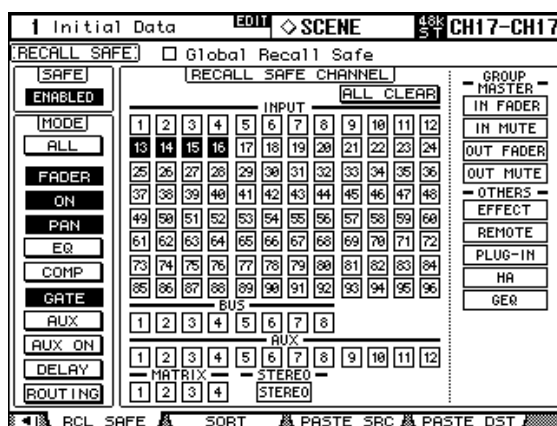 1 Initial Data EDIT ◇SCENE 48K ST CH17-CH17
RECALL SAFE □ Global Recall Safe
SAFE
ENABLED
MODE
ALL
FADER
ON
PAN
EQ
COMP
GATE
AUX
AUX ON
DELAY
ROUTING
RECALL SAFE CHANNEL
ALL CLEAR
INPUT
1 2 3 4 5 6 7 8 9 10 11 12
13 14 15 16 17 18 19 20 21 22 23 24
25 26 27 28 29 30 31 32 33 34 35 36
37 38 39 40 41 42 43 44 45 46 47 48
49 50 51 52 53 54 55 56 57 58 59 60
61 62 63 64 65 66 67 68 69 70 71 72
73 74 75 76 77 78 79 80 81 82 83 84
85 86 87 88 89 90 91 92 93 94 95 96
BUS
1 2 3 4 5 6 7 8
AUX
1 2 3 4 5 6 7 8 9 10 11 12
MATRIX STEREO
1 2 3 4 STEREO
GROUP
MASTER
IN FADER
IN MUTE
OUT FADER
OUT MUTE
OTHERS
EFFECT
REMOTE
PLUG-IN
HA
GEQ
RCL SAFE SORT PASTE SRC PASTE DST